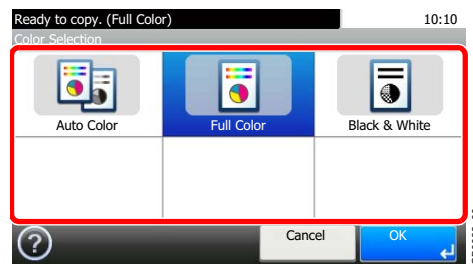 Ready to copy. (Full Color) 10:10
Color Selection
Auto Color Full Color Black & White
? Cancel OK